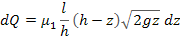 dQ = μ₁ l/h (h − z)√2gz dz